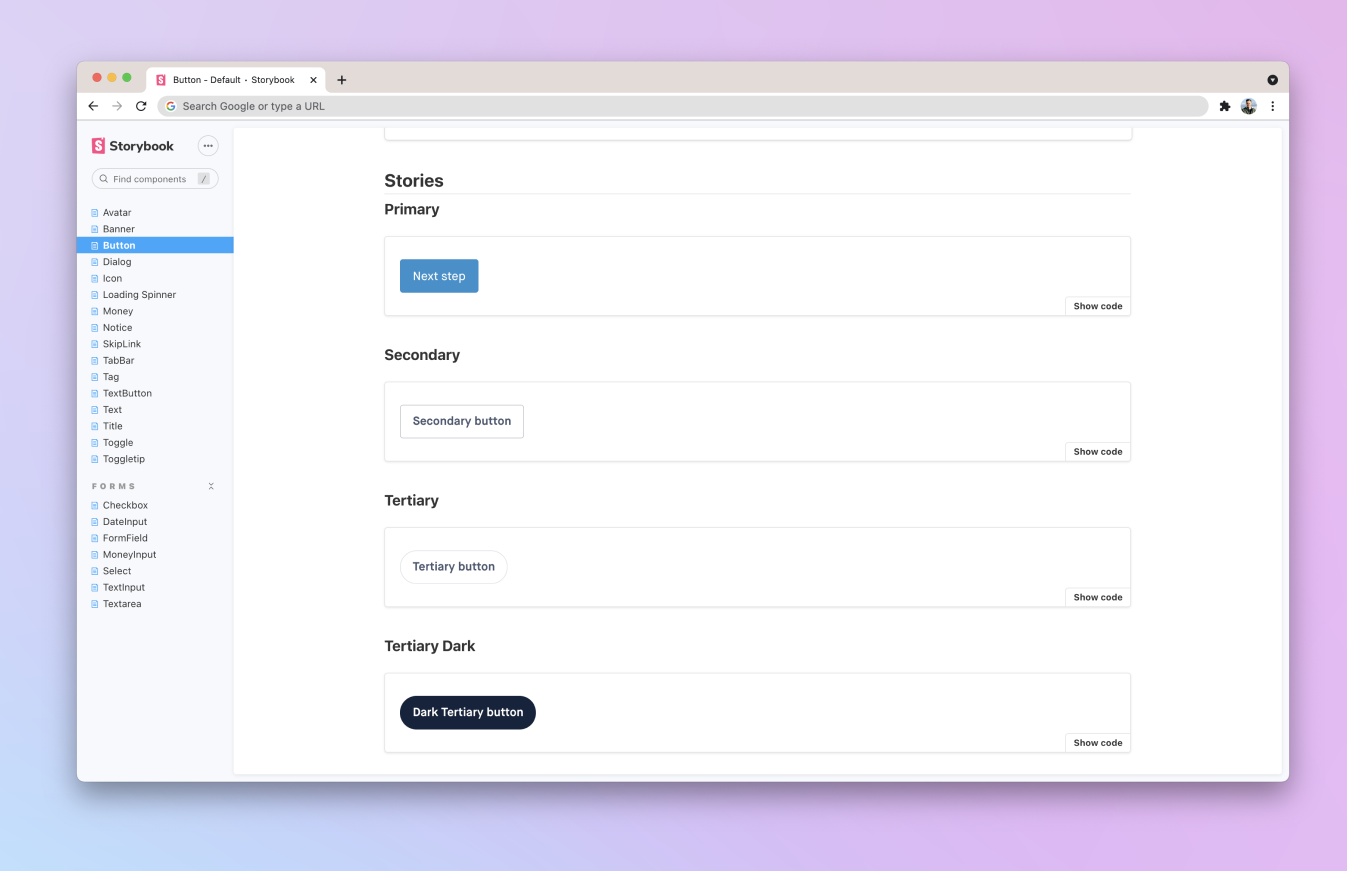 Button - Default · Storybook
Search Google or type a URL
Storybook
Find components /
Avatar
Banner
Button
Dialog
Icon
Loading Spinner
Money
Notice
SkipLink
TabBar
Tag
TextButton
Text
Title
Toggle
Toggletip
FORMS
Checkbox
DateInput
FormField
MoneyInput
Select
TextInput
Textarea
Stories
Primary
Next step
Show code
Secondary
Secondary button
Show code
Tertiary
Tertiary button
Show code
Tertiary Dark
Dark Tertiary button
Show code